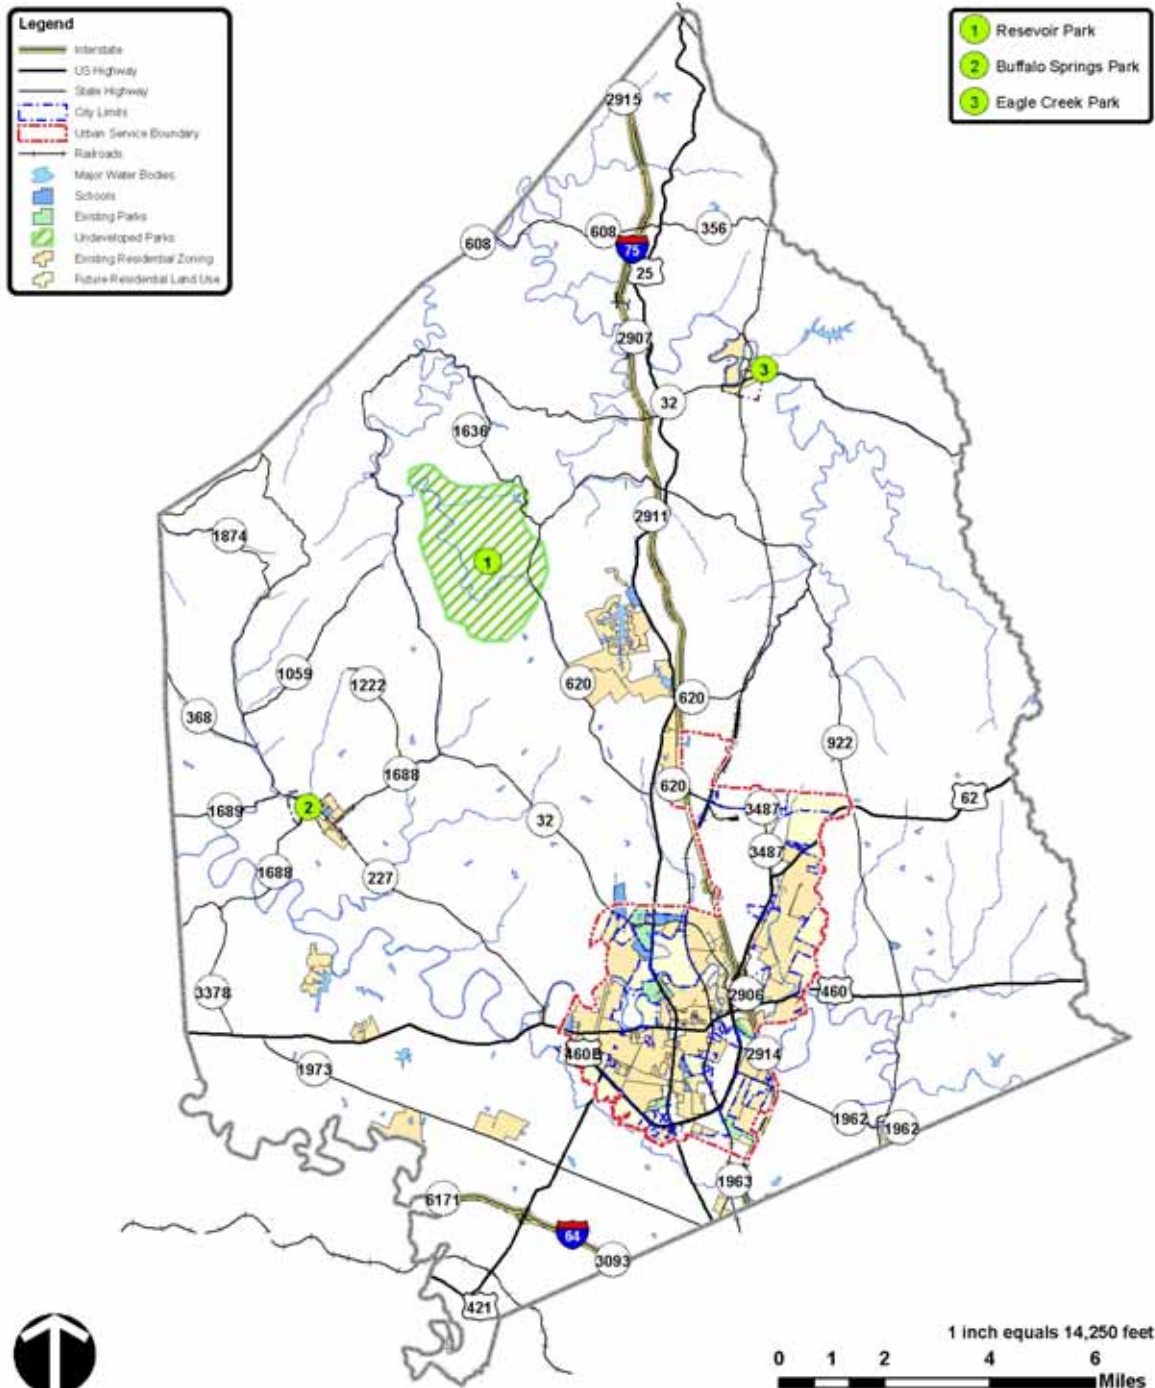 Legend
Interstate
US Highway
State Highway
City Limits
Urban Service Boundary
Railroads
Major Water Bodies
Schools
Existing Parks
Undeveloped Parks
Existing Residential Zoning
Future Residential Land Use
1 Resevoir Park
2 Buffalo Springs Park
3 Eagle Creek Park
2915
608
608
356
75
25
2907
3
32
1636
2911
1874
1
1059
1222
620
620
368
922
1688
620
62
2
1689
3487
32
3487
1688
227
3378
2906
460
460B
2914
1973
1962
1962
1963
6171
64
3093
421
1 inch equals 14,250 feet
0 1 2 4 6
Miles